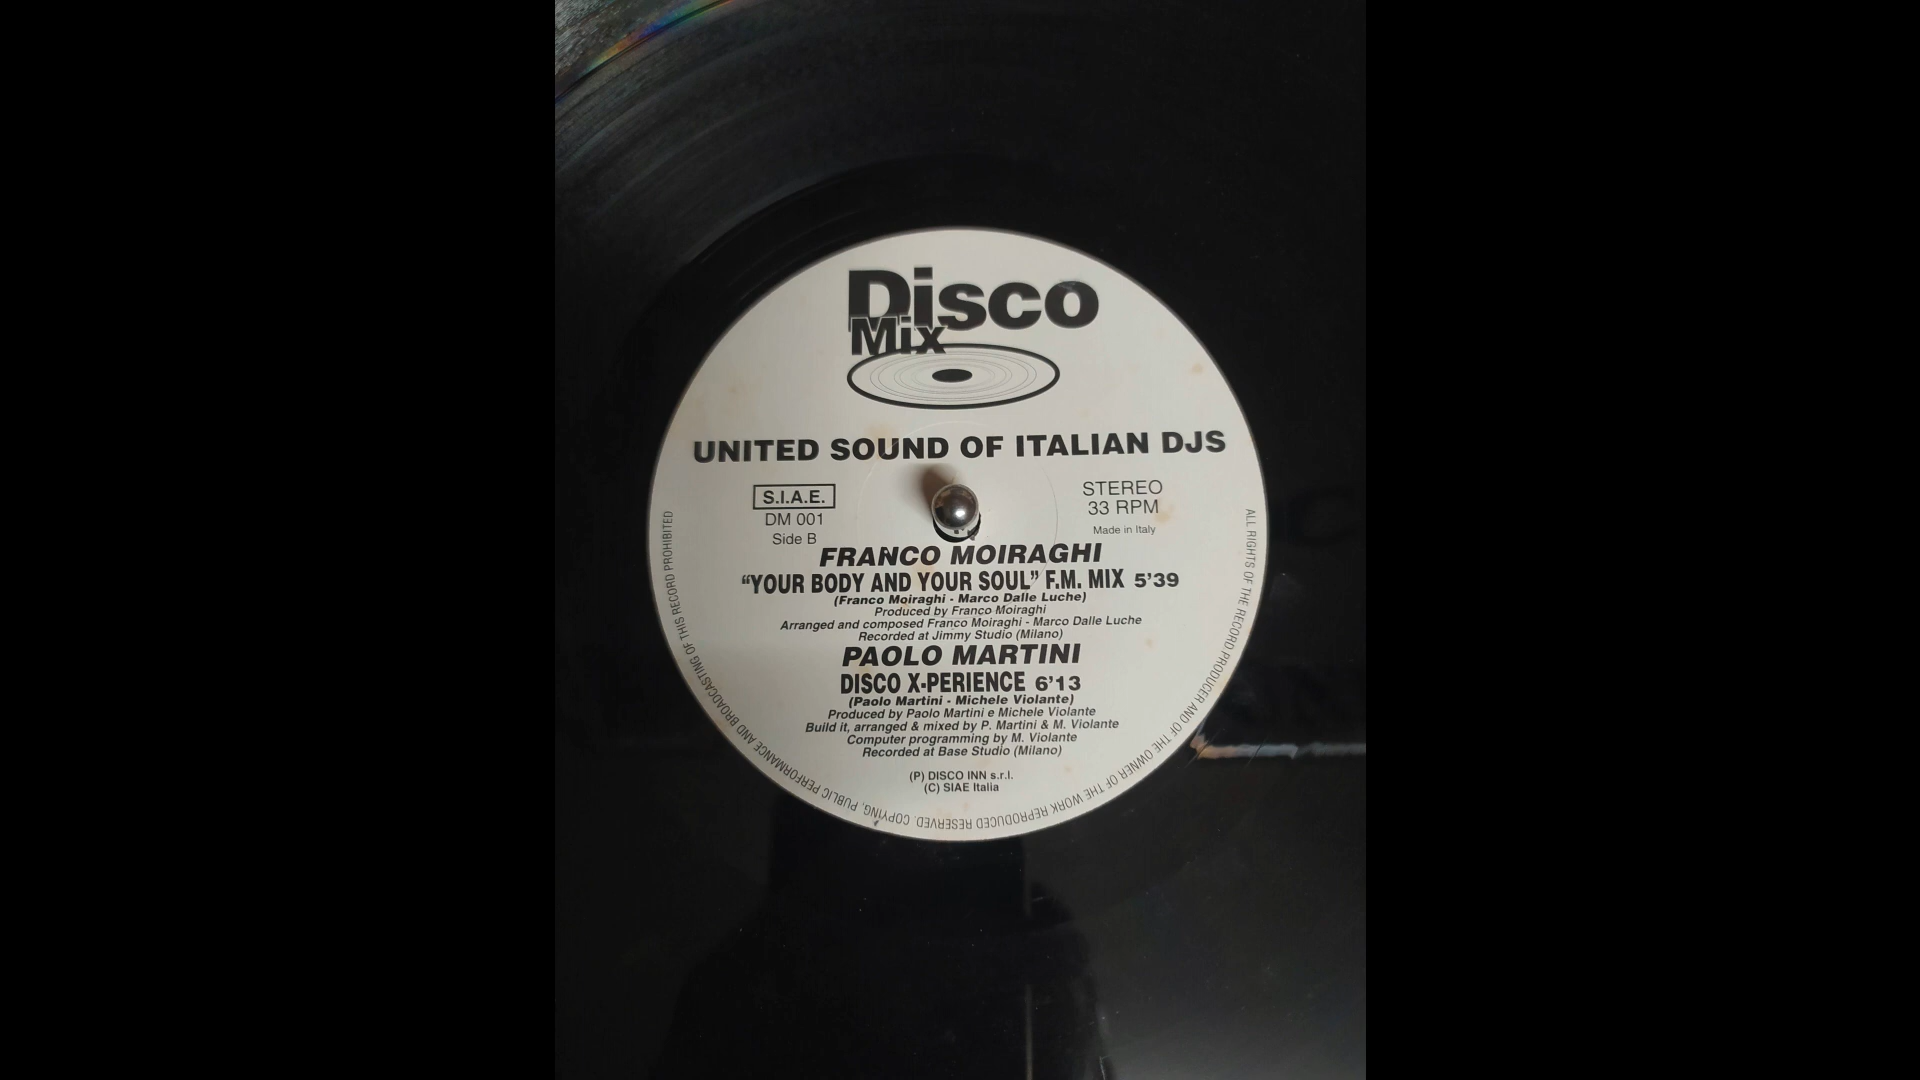 Disco
Mix
UNITED SOUND OF ITALIAN DJS
S.I.A.E.
DM 001
Side B
STEREO
33 RPM
Made in Italy
FRANCO MOIRAGHI
“YOUR BODY AND YOUR SOUL” F.M. MIX 5’39
(Franco Moiraghi - Marco Dalle Luche)
Produced by Franco Moiraghi
Arranged and composed Franco Moiraghi - Marco Dalle Luche
Recorded at Jimmy Studio (Milano)
PAOLO MARTINI
DISCO X-PERIENCE 6’13
(Paolo Martini - Michele Violante)
Produced by Paolo Martini e Michele Violante
Build it, arranged & mixed by P. Martini & M. Violante
Computer programming by M. Violante
Recorded at Base Studio (Milano)
(P) DISCO INN s.r.l.
(C) SIAE Italia
ALL RIGHTS OF THE RECORD PRODUCER AND OF THE OWNER OF THE WORK REPRODUCED RESERVED. COPYING, PUBLIC PERFORMANCE AND BROADCASTING OF THIS RECORD PROHIBITED